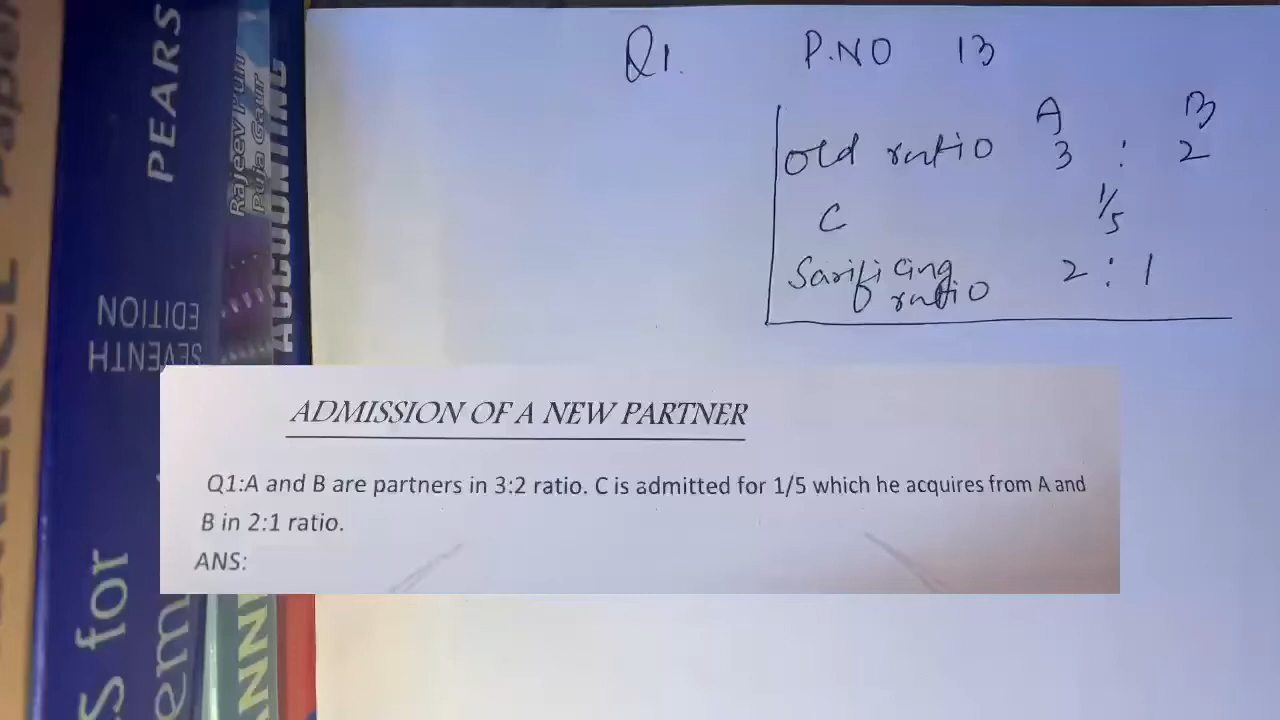 PEARS
SEVENTH
EDITION
Rajeev Puri
Puja Gaur
ACCOUNTING
s for
Q1. P.NO 13
A B
Old ratio 3 : 2
C 1/5
Sarificing
ratio 2 : 1
ADMISSION OF A NEW PARTNER
Q1:A and B are partners in 3:2 ratio. C is admitted for 1/5 which he acquires from A and
B in 2:1 ratio.
ANS: